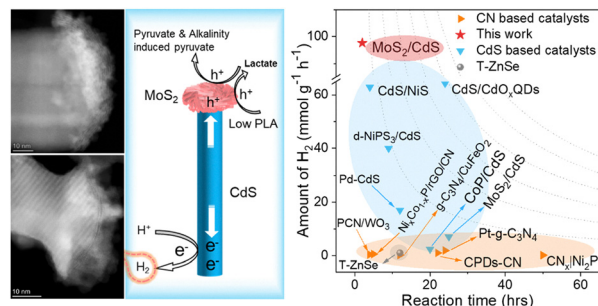 10 nm
10 nm
Pyruvate & Alkalinity
induced pyruvate
h⁺
h⁺
Lactate
MoS₂
h⁺
Low PLA
CdS
H⁺
e⁻
e⁻
e⁻
H₂
Amount of H₂ (mmol g⁻¹ h⁻¹)
100
60
40
20
0
CN based catalysts
This work
CdS based catalysts
T-ZnSe
MoS₂/CdS
CdS/NiS
CdS/CdOₓQDs
d-NiPS₃/CdS
Pd-CdS
NiₓCo₁₋ₓP/rGO/CN
g-C₃N₄/CuFeO₂
CoP/CdS
MoS₂/CdS
PCN/WO₃
Pt-g-C₃N₄
T-ZnSe
CPDs-CN
CNₓ|Ni₂P
0
20
40
60
Reaction time (hrs)